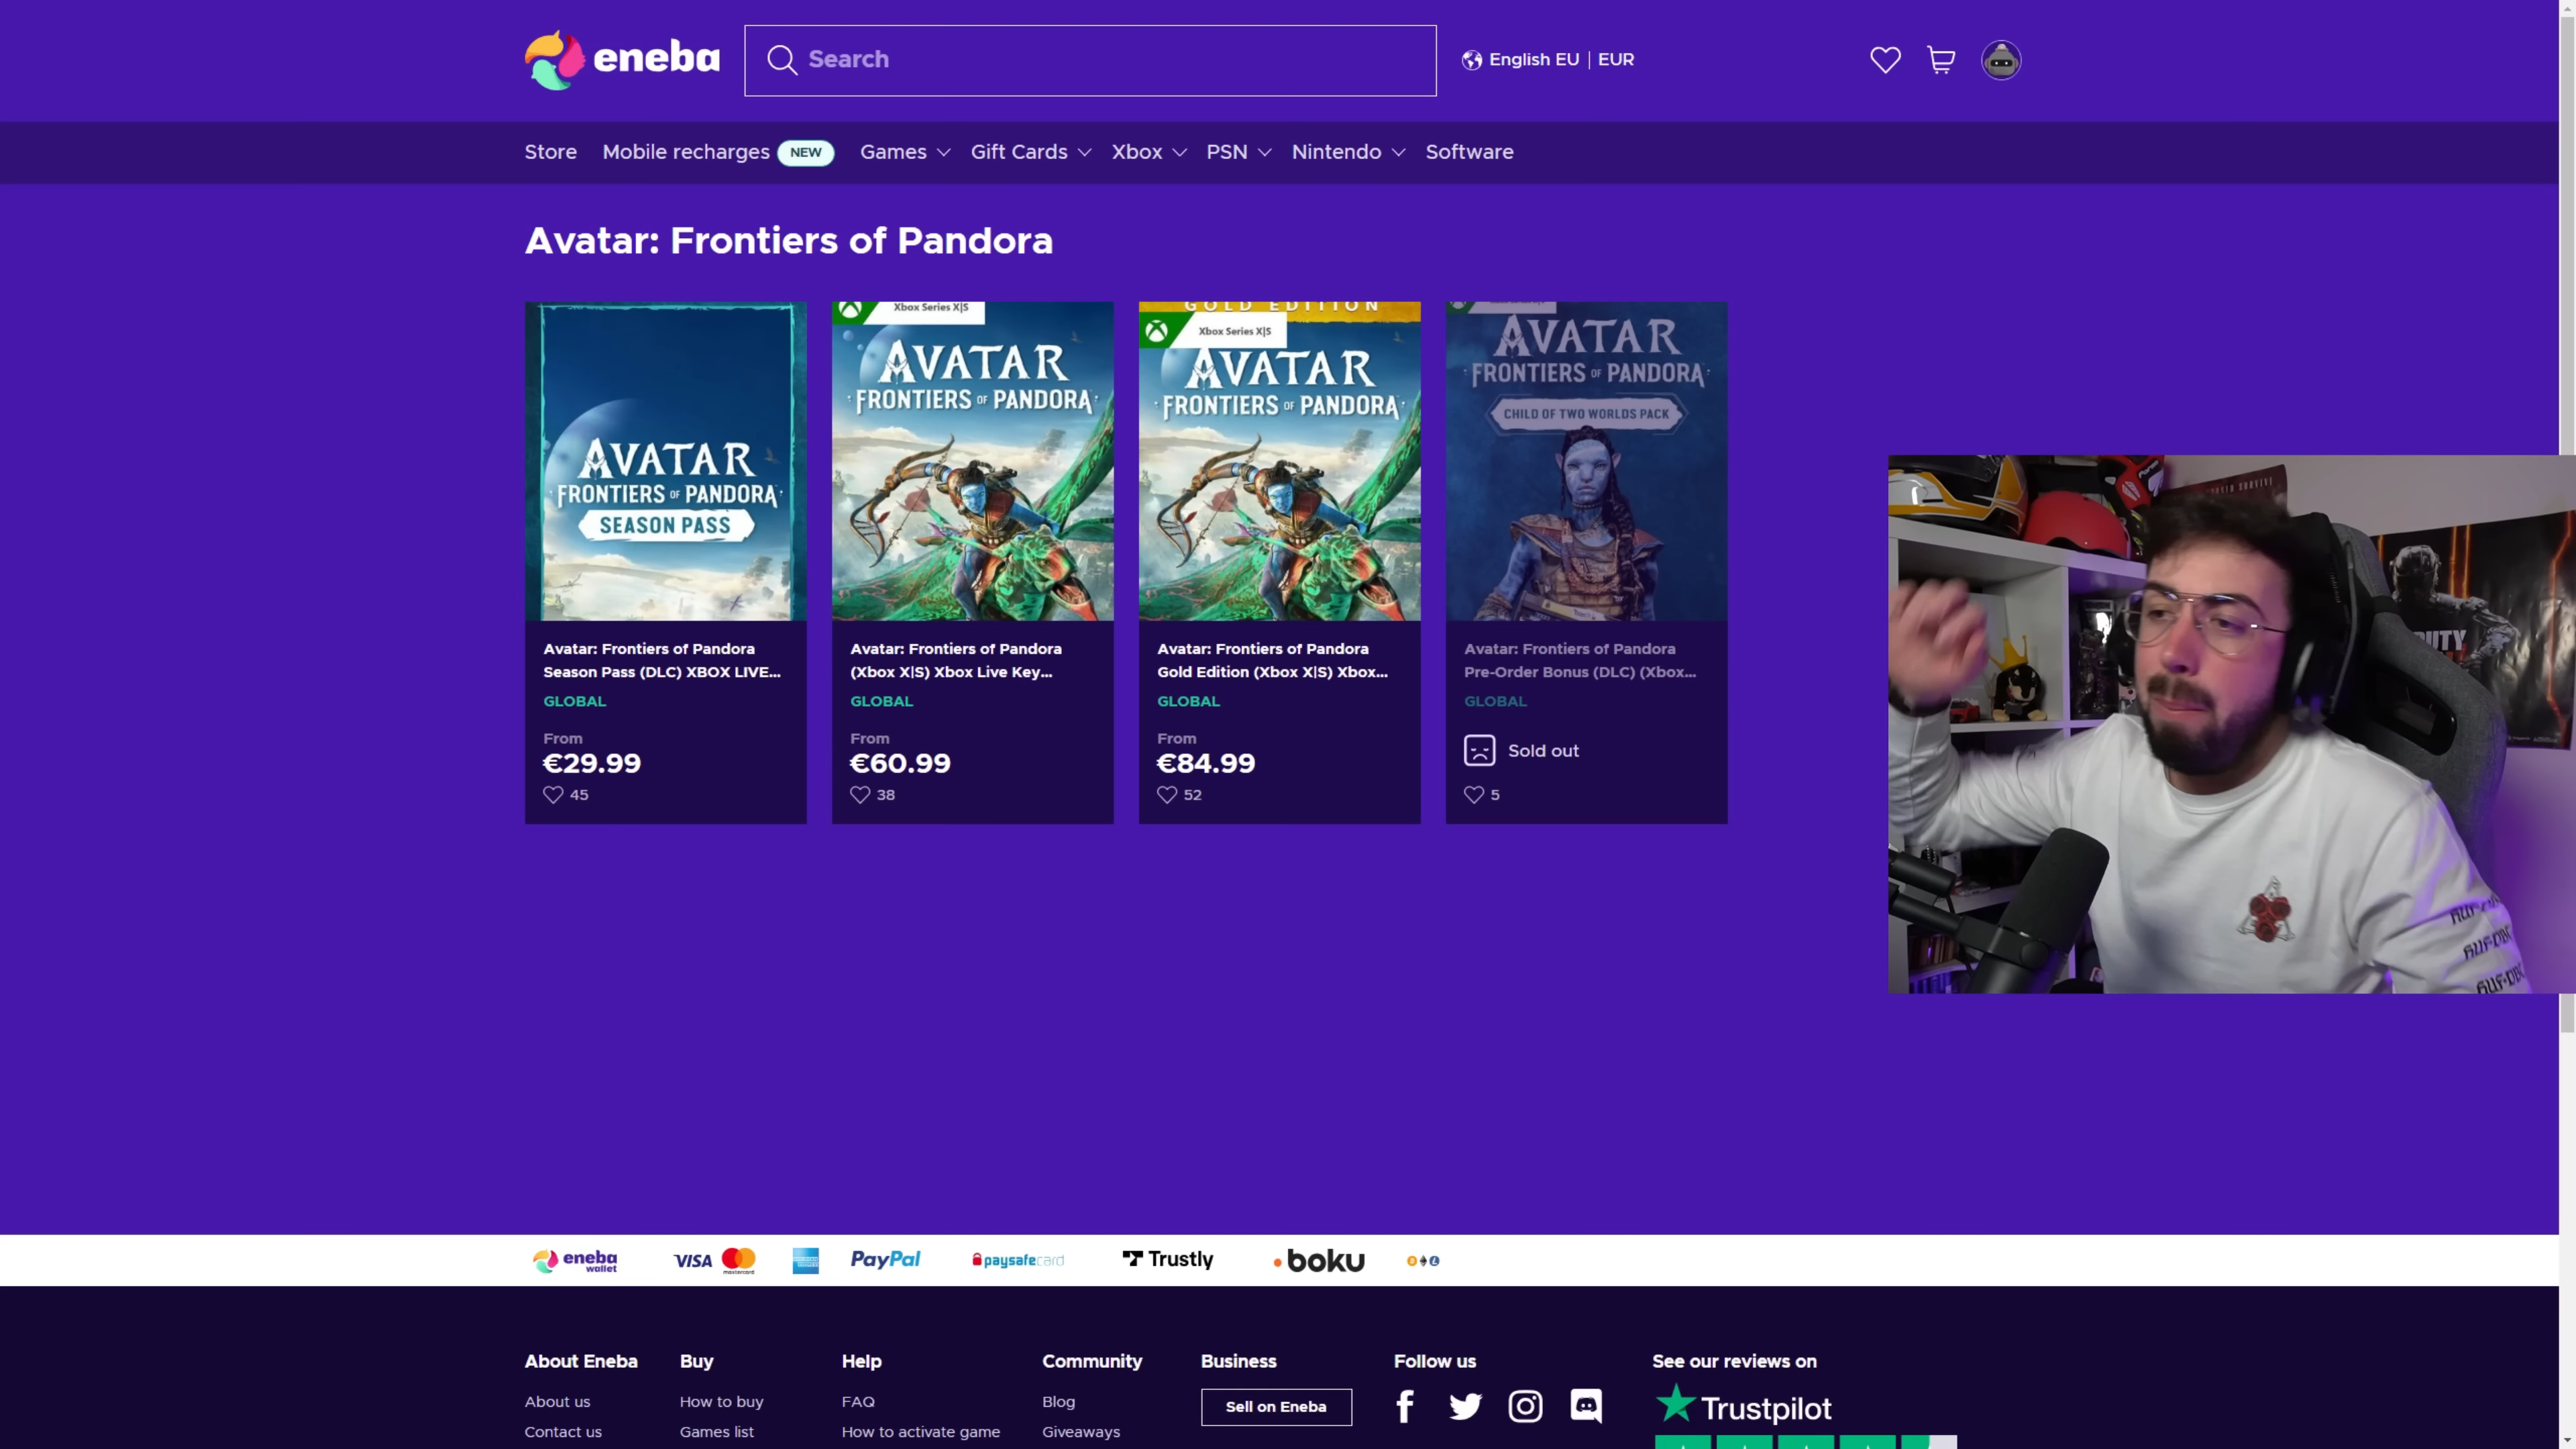 eneba
Search
English EU | EUR
Store
Mobile recharges NEW
Games
Gift Cards
Xbox
PSN
Nintendo
Software
Avatar: Frontiers of Pandora
AVATAR
FRONTIERS OF PANDORA
SEASON PASS
Avatar: Frontiers of Pandora
Season Pass (DLC) XBOX LIVE...
GLOBAL
From
€29.99
45
Xbox Series X|S
AVATAR
FRONTIERS OF PANDORA
Avatar: Frontiers of Pandora
(Xbox X|S) Xbox Live Key...
GLOBAL
From
€60.99
38
GOLD EDITION
Xbox Series X|S
AVATAR
FRONTIERS OF PANDORA
Avatar: Frontiers of Pandora
Gold Edition (Xbox X|S) Xbox...
GLOBAL
From
€84.99
52
AVATAR
FRONTIERS OF PANDORA
CHILD OF TWO WORLDS PACK
Avatar: Frontiers of Pandora
Pre-Order Bonus (DLC) (Xbox...
GLOBAL
Sold out
5
eneba
wallet
VISA
mastercard
PayPal
paysafecard
Trustly
boku
About Eneba
About us
Contact us
Buy
How to buy
Games list
Help
FAQ
How to activate game
Community
Blog
Giveaways
Business
Sell on Eneba
Follow us
See our reviews on
Trustpilot